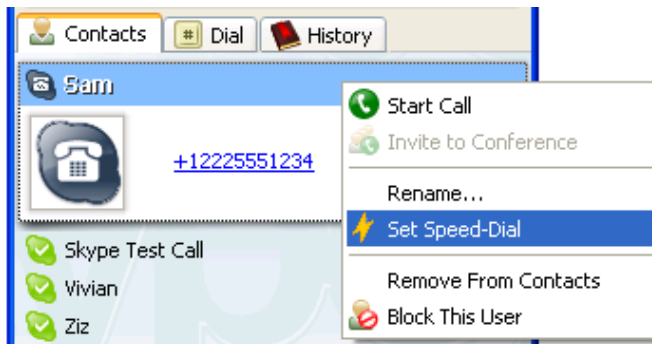 Contacts
Dial
History
Sam
+12225551234
Skype Test Call
Vivian
Ziz
Start Call
Invite to Conference
Rename...
Set Speed-Dial
Remove From Contacts
Block This User